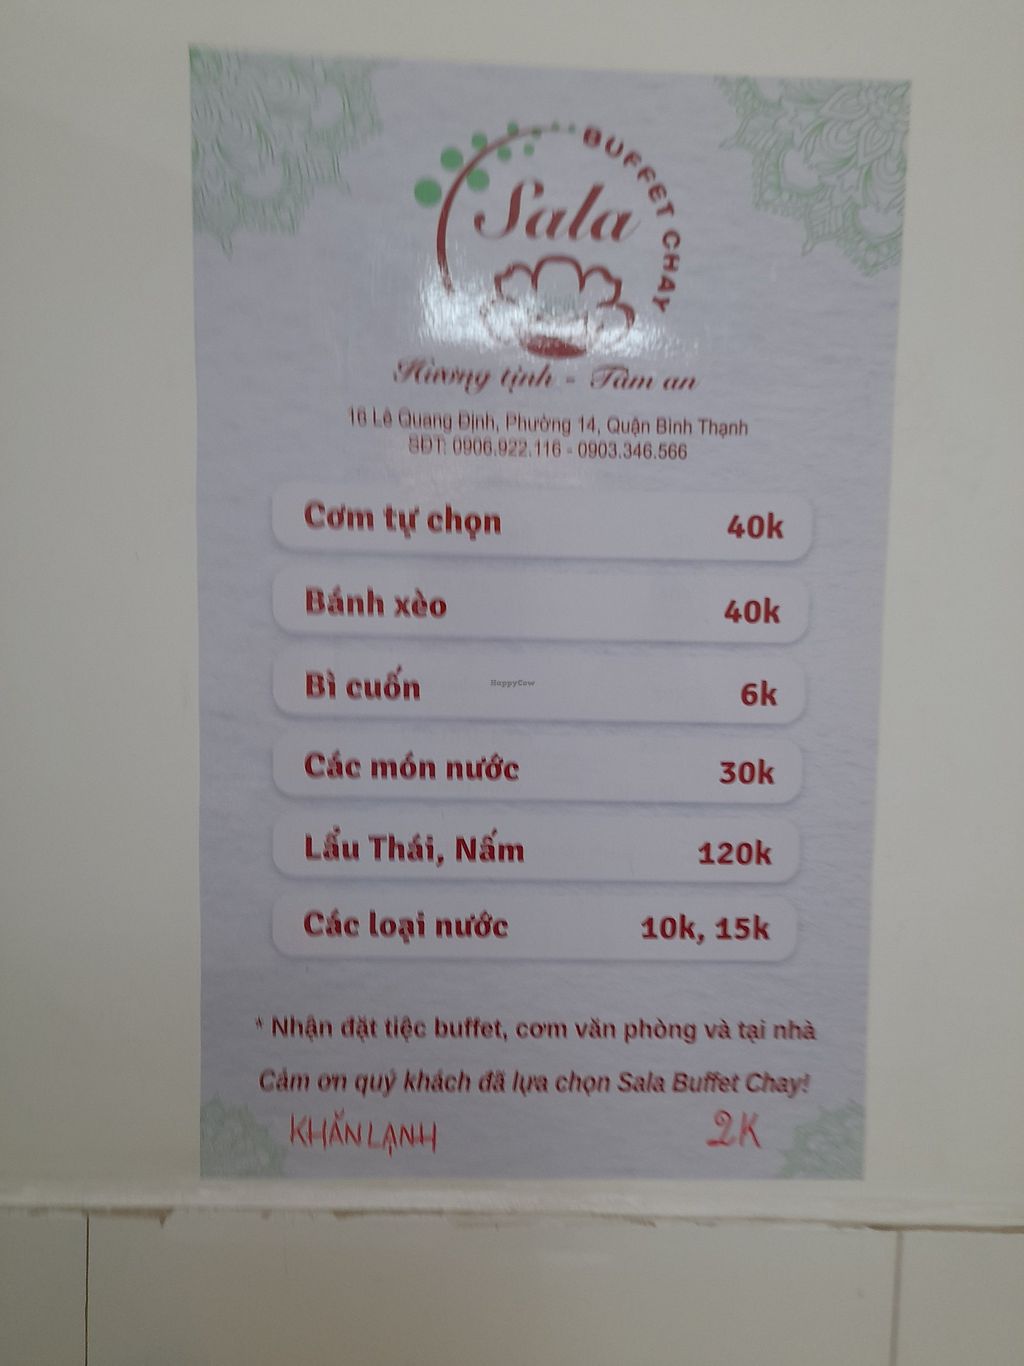 BUFFET CHAY
Sala
Hương tịnh - Tâm an
16 Lê Quang Định, Phường 14, Quận Bình Thạnh
SĐT: 0906.922.116 - 0903.346.566
Cơm tự chọn 40k
Bánh xèo 40k
Bì cuốn 6k
HappyCow
Các món nước 30k
Lẩu Thái, Nấm 120k
Các loại nước 10k, 15k
* Nhận đặt tiệc buffet, cơm văn phòng và tại nhà
Cảm ơn quý khách đã lựa chọn Sala Buffet Chay!
KHĂN LẠNH 2K